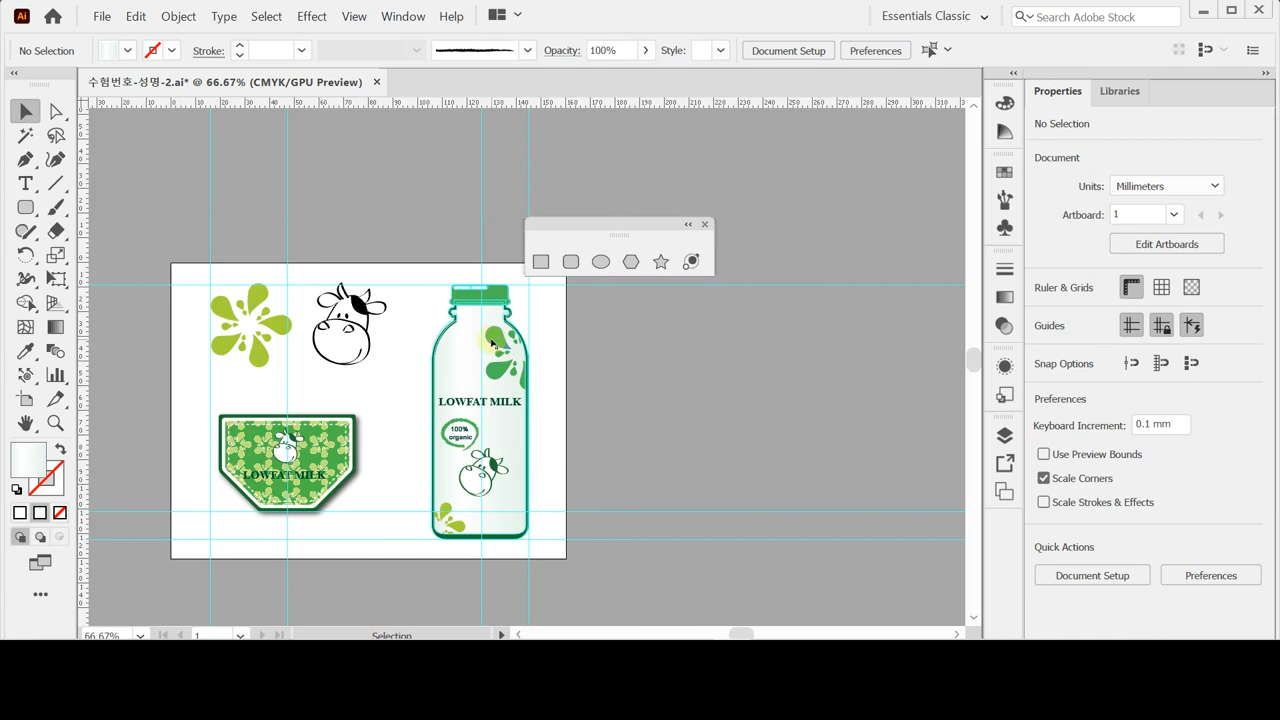 Ai File Edit Object Type Select Effect View Window Help Essentials Classic Search Adobe Stock
No Selection Stroke: Opacity: 100% Style: Document Setup Preferences
수험번호-성명-2.ai* @ 66.67% (CMYK/GPU Preview)
Properties Libraries
No Selection
Document
Units: Millimeters
Artboard: 1
Edit Artboards
Ruler & Grids
Guides
Snap Options
Preferences
Keyboard Increment: 0.1 mm
Use Preview Bounds
Scale Corners
Scale Strokes & Effects
Quick Actions
Document Setup Preferences
LOWFAT MILK
100%
organic
LOWFAT MILK
66.67% 1 Selection